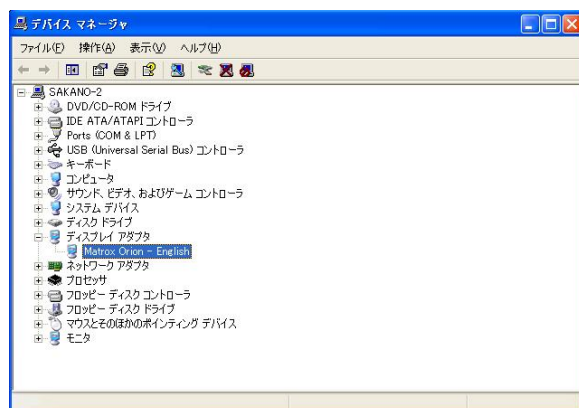 デバイス マネージャ
ファイル(F) 操作(A) 表示(V) ヘルプ(H)
SAKANO-2
DVD/CD-ROM ドライブ
IDE ATA/ATAPI コントローラ
Ports (COM & LPT)
USB (Universal Serial Bus) コントローラ
キーボード
コンピュータ
サウンド、ビデオ、およびゲーム コントローラ
システム デバイス
ディスク ドライブ
ディスプレイ アダプタ
Matrox Orion - English
ネットワーク アダプタ
プロセッサ
フロッピー ディスク コントローラ
フロッピー ディスク ドライブ
マウスとそのほかのポインティング デバイス
モニタ